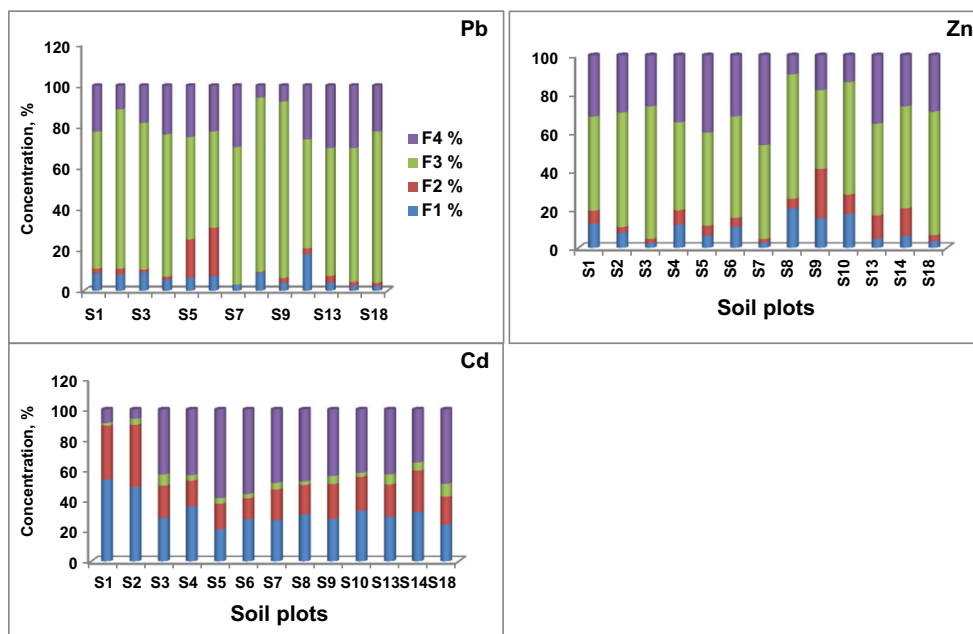 Pb
120
100
80
60
40
20
0
Concentration, %
S1 S3 S5 S7 S9 S13 S18
F4 %
F3 %
F2 %
F1 %
Zn
100
80
60
40
20
0
S1 S2 S3 S4 S5 S6 S7 S8 S9 S10 S13 S14 S18
Soil plots
Cd
120
100
80
60
40
20
0
Concentration, %
S1 S2 S3 S4 S5 S6 S7 S8 S9 S10 S13 S14 S18
Soil plots